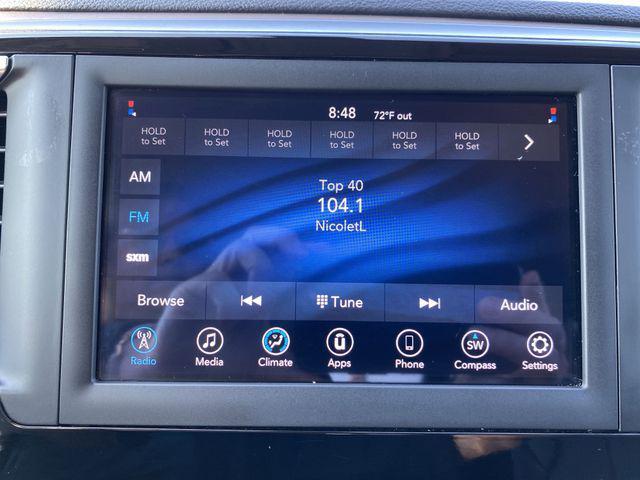 8:48 72°F out
HOLD to Set HOLD to Set HOLD to Set HOLD to Set HOLD to Set HOLD to Set
AM
Top 40
104.1
FM
NicoletL
sxm
Browse Tune Audio
SW
Radio Media Climate Apps Phone Compass Settings